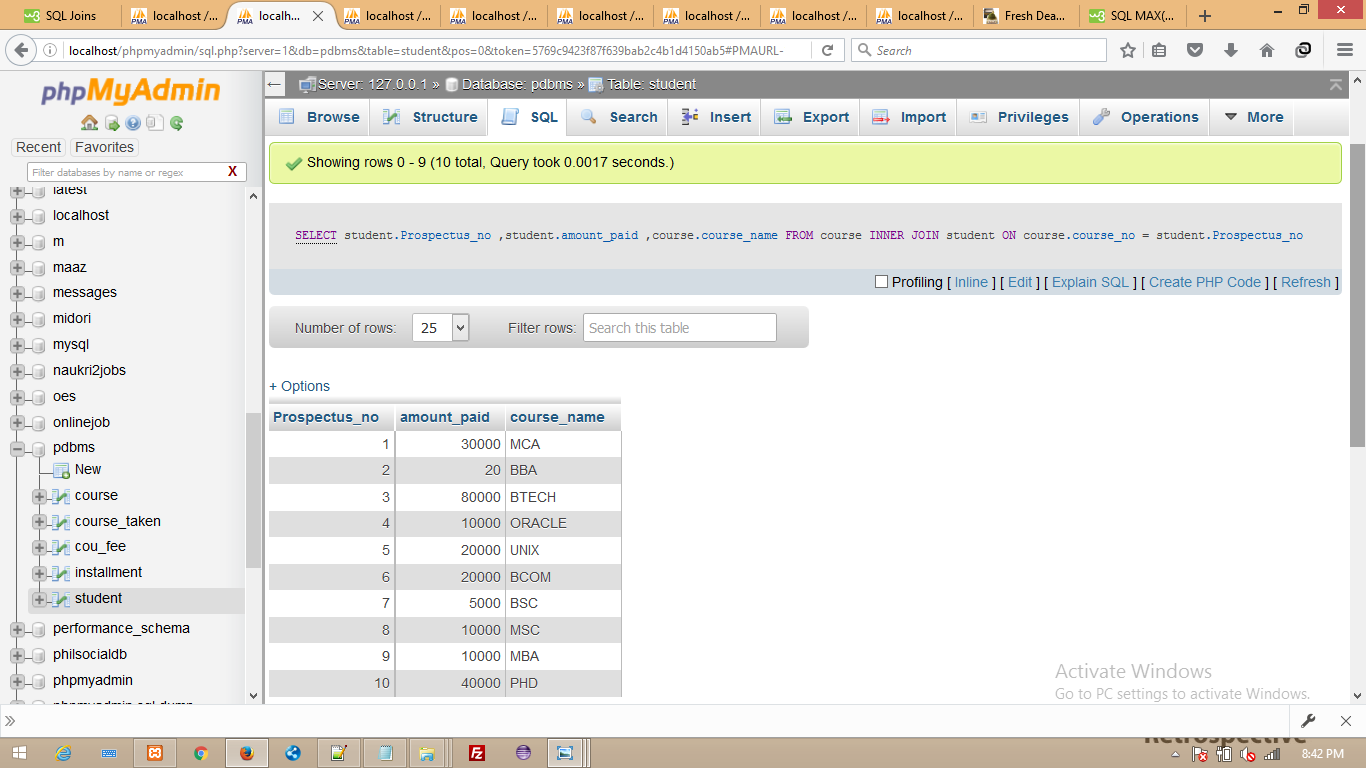 SQL Joins
localhost /...
localh...
localhost /...
localhost /...
localhost /...
localhost /...
localhost /...
localhost /...
Fresh Dea...
SQL MAX(...
localhost/phpmyadmin/sql.php?server=1&db=pdbms&table=student&pos=0&token=5769c9423f87f639bab2c4b1d4150ab5#PMAURL-
Search
phpMyAdmin
Recent
Favorites
Filter databases by name or regex
X
latest
localhost
m
maaz
messages
midori
mysql
naukri2jobs
oes
onlinejob
pdbms
New
course
course_taken
cou_fee
installment
student
performance_schema
philsocialdb
phpmyadmin
Server: 127.0.0.1 » Database: pdbms » Table: student
Browse
Structure
SQL
Search
Insert
Export
Import
Privileges
Operations
More
Showing rows 0 - 9 (10 total, Query took 0.0017 seconds.)
SELECT student.Prospectus_no ,student.amount_paid ,course.course_name FROM course INNER JOIN student ON course.course_no = student.Prospectus_no
Profiling [ Inline ] [ Edit ] [ Explain SQL ] [ Create PHP Code ] [ Refresh ]
Number of rows: 25 Filter rows: Search this table
+ Options
Prospectus_no amount_paid course_name
1 30000 MCA
2 20 BBA
3 80000 BTECH
4 10000 ORACLE
5 20000 UNIX
6 20000 BCOM
7 5000 BSC
8 10000 MSC
9 10000 MBA
10 40000 PHD
Activate Windows
Go to PC settings to activate Windows.
8:42 PM